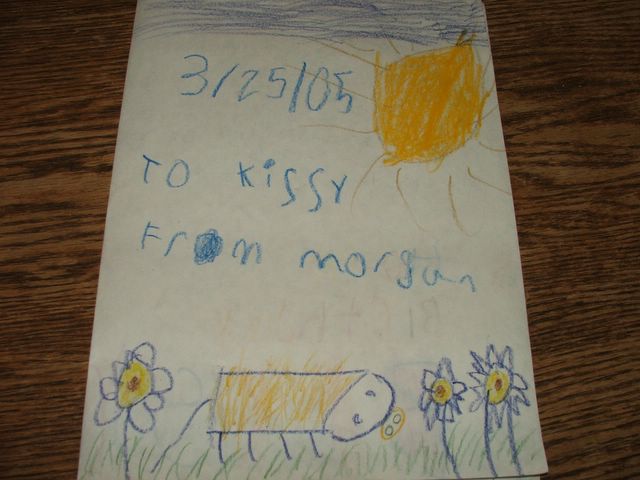 3/25/05
To Kissy
From morgan